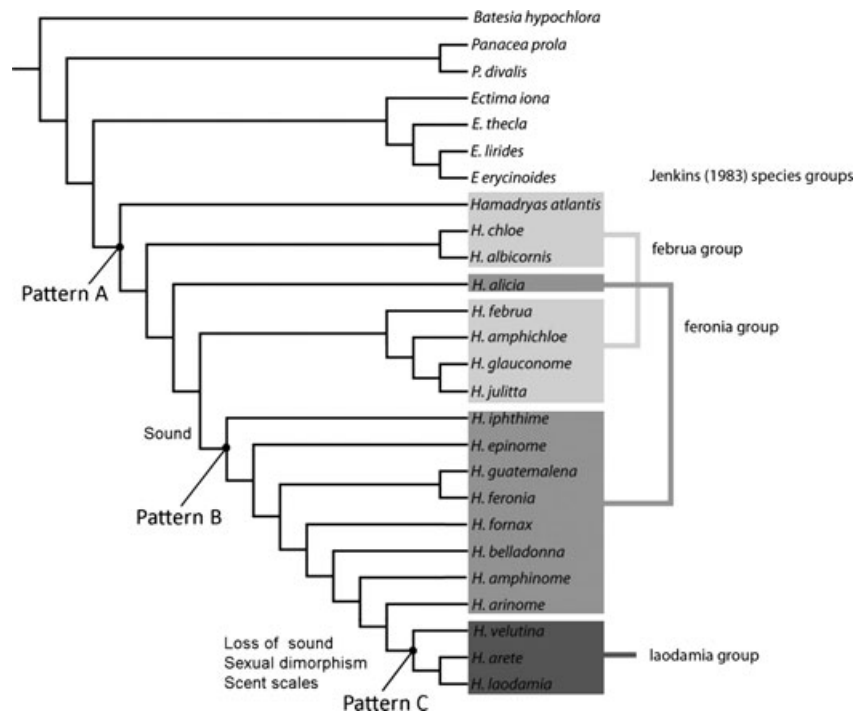 Batesia hypochlora
Panacea prola
P. divalis
Ectima iona
E. thecla
E. lirides
E erycinoides
Jenkins (1983) species groups
Hamadryas atlantis
H. chloe
februa group
H. albicornis
Pattern A
H. alicia
H. februa
feronia group
H. amphichloe
H. glauconome
H. julitta
H. iphthime
Sound
H. epinome
H. guatemalena
H. feronia
Pattern B
H. fornax
H. belladonna
H. amphinome
H. arinome
H. velutina
Loss of sound
Sexual dimorphism
Scent scales
H. arete
laodamia group
H. laodamia
Pattern C